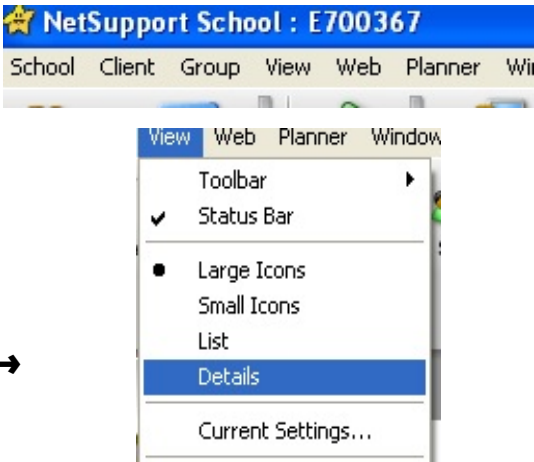 NetSupport School : E700367
School Client Group View Web Planner
View Web Planner Window
Toolbar
Status Bar
Large Icons
Small Icons
List
Details
Current Settings...